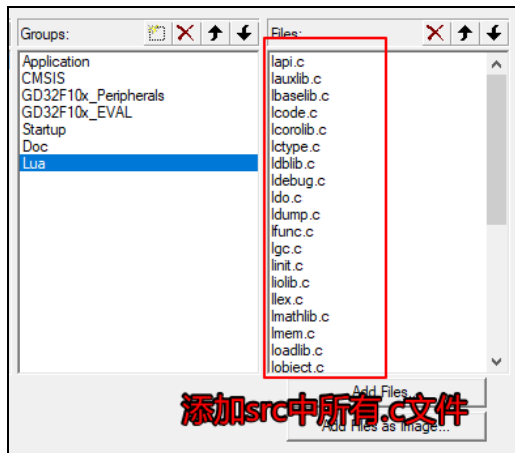 Groups:
Files:
Application
CMSIS
GD32F10x_Peripherals
GD32F10x_EVAL
Startup
Doc
Lua
lapi.c
lauxlib.c
lbaselib.c
lcode.c
lcorolib.c
lctype.c
ldblib.c
ldebug.c
ldo.c
ldump.c
lfunc.c
lgc.c
linit.c
liolib.c
llex.c
lmathlib.c
lmem.c
loadlib.c
lobject.c
Add Files...
添加src中所有.c文件
Add Files as Image...